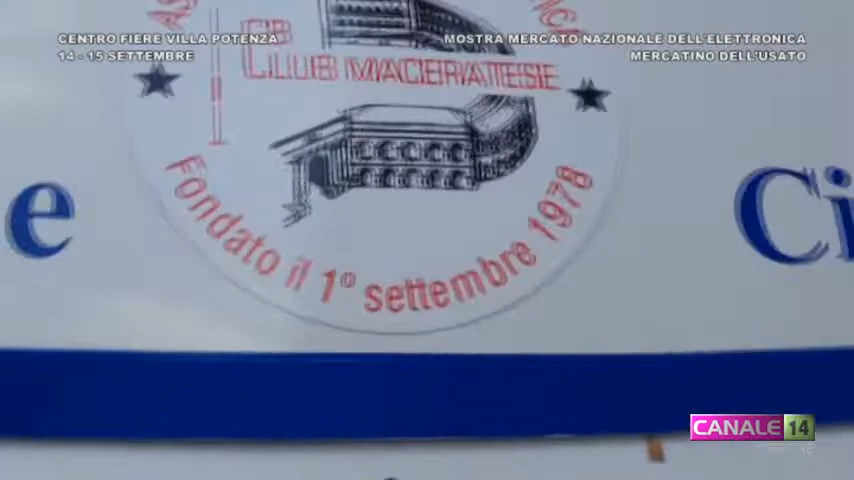 CENTRO FIERE VILLA POTENZA
14 - 15 SETTEMBRE
MOSTRA MERCATO NAZIONALE DELL'ELETTRONICA
MERCATINO DELL'USATO
CB
CLUB MACERATESE
Fondato il 1° settembre 1978
e
Ci
CANALE 14